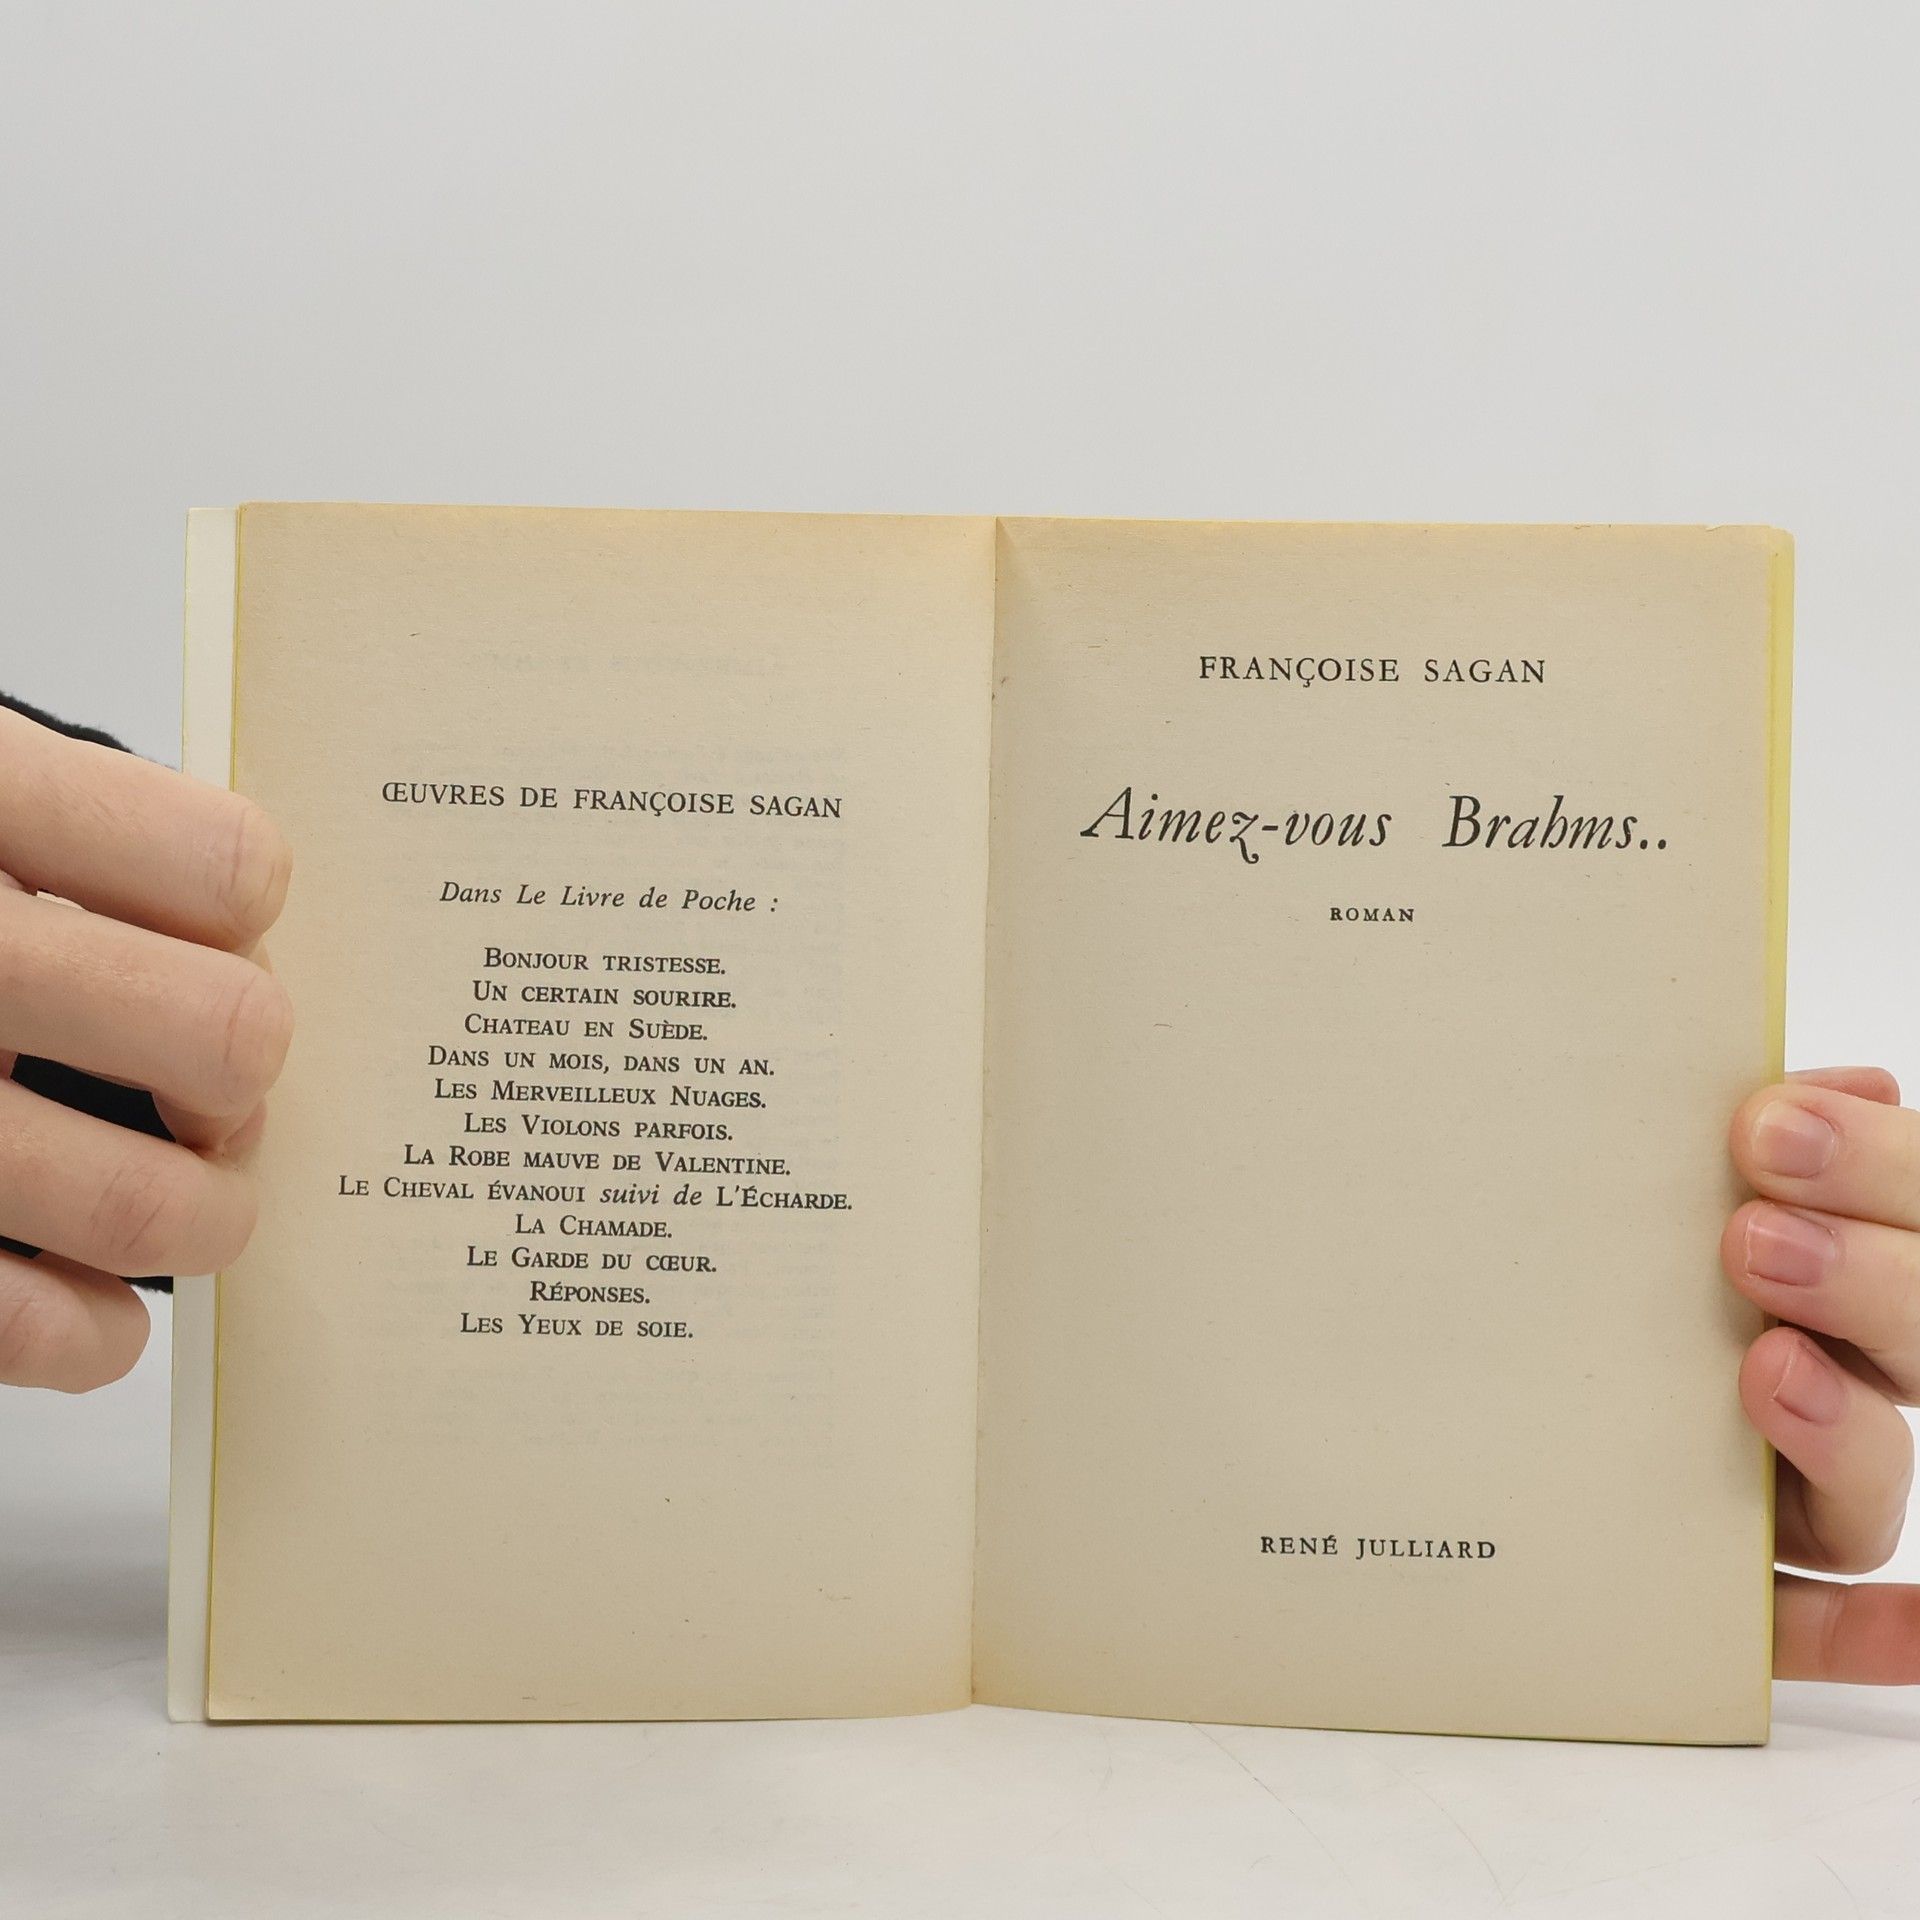 ŒUVRES DE FRANÇOISE SAGAN
Dans Le Livre de Poche :
BONJOUR TRISTESSE.
UN CERTAIN SOURIRE.
CHATEAU EN SUÈDE.
DANS UN MOIS, DANS UN AN.
LES MERVEILLEUX NUAGES.
LES VIOLONS PARFOIS.
LA ROBE MAUVE DE VALENTINE.
LE CHEVAL ÉVANOUI suivi de L'ÉCHARDE.
LA CHAMADE.
LE GARDE DU CŒUR.
RÉPONSES.
LES YEUX DE SOIE.
FRANÇOISE SAGAN
Aimez-vous Brahms..
ROMAN
RENÉ JULLIARD